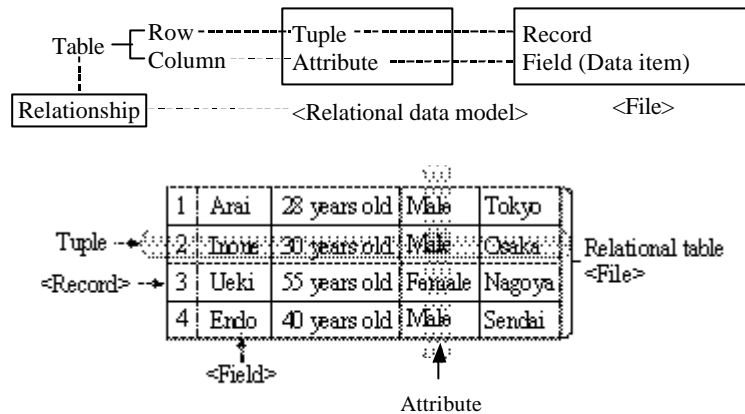 Table
Row
Column
Tuple
Attribute
Record
Field (Data item)
Relationship
<Relational data model>
<File>
1 Arai 28 years old Male Tokyo
2 Inoue 30 years old Male Osaka
3 Ueki 55 years old Female Nagoya
4 Endo 40 years old Male Sendai
Tuple
<Record>
Relational table
<File>
<Field>
Attribute